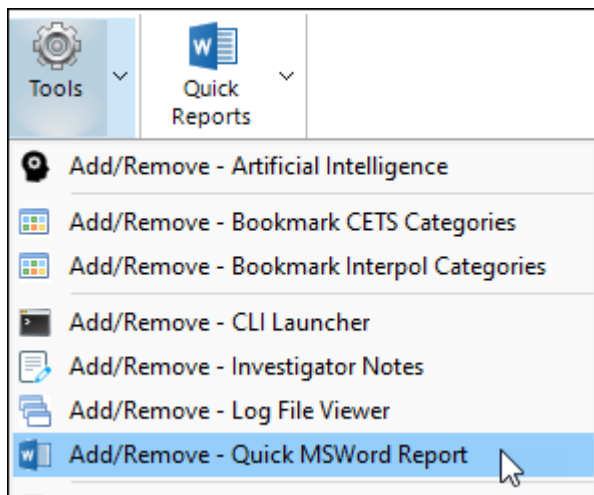 Tools
W
Quick
Reports
Add/Remove - Artificial Intelligence
Add/Remove - Bookmark CETS Categories
Add/Remove - Bookmark Interpol Categories
Add/Remove - CLI Launcher
Add/Remove - Investigator Notes
Add/Remove - Log File Viewer
W Add/Remove - Quick MSWord Report